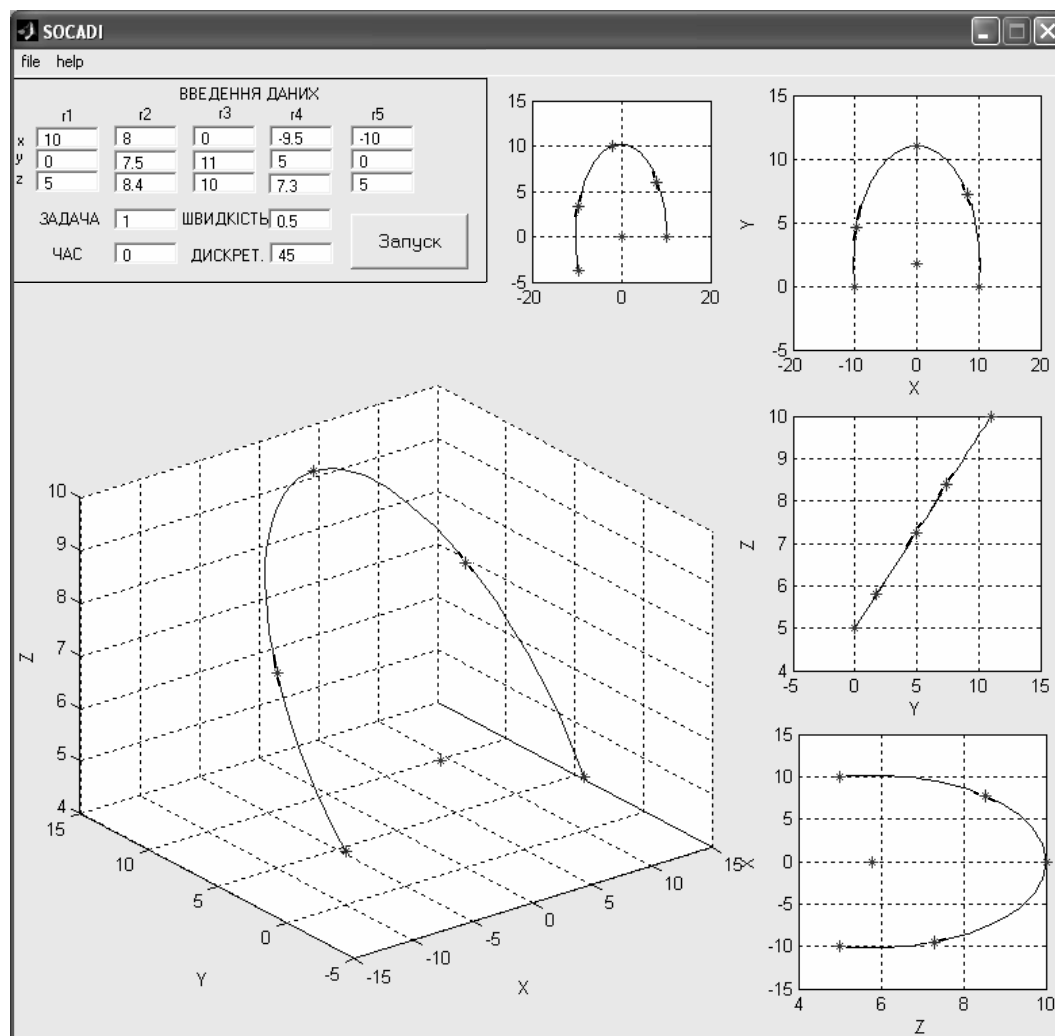 SOCADI
file help
ВВЕДЕННЯ ДАНИХ
r1 r2 r3 r4 r5
x 10 8 0 -9.5 -10
y 0 7.5 11 5 0
z 5 8.4 10 7.3 5
ЗАДАЧА 1 ШВИДКІСТЬ 0.5
ЧАС 0 ДИСКРЕТ. 45
Запуск
15
10
5
0
-5
-20 0 20
15
10
Y
5
0
-5
-20 -10 0 10 20
X
10
9
8
Z
7
6
5
4
15
10
5
0
-5
Y
-15
-10
-5
0
5
10
15
X
10
9
8
Z
7
6
5
4
-5 0 5 10 15
Y
15
10
5
X
0
-5
-10
-15
4 6 8 10
Z